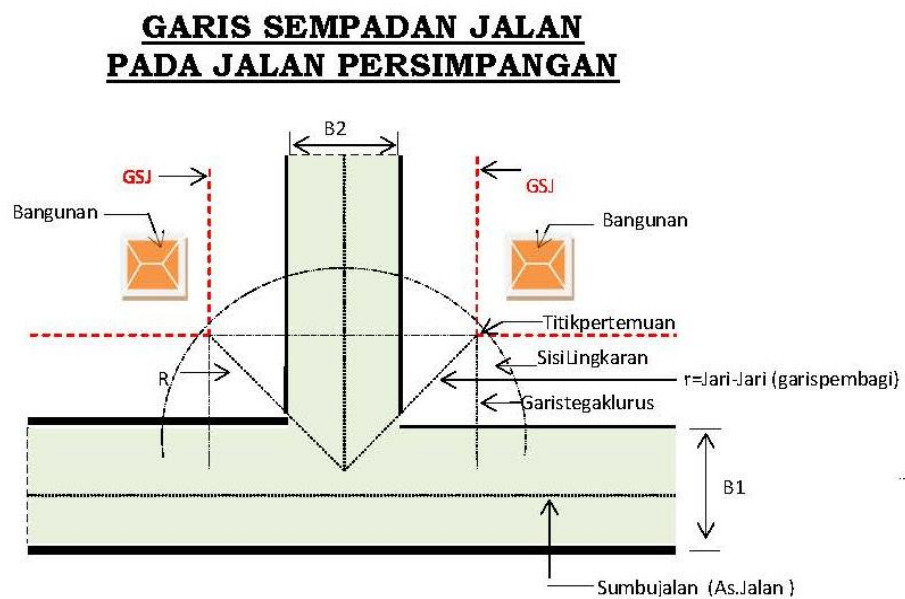 GARIS SEMPADAN JALAN
PADA JALAN PERSIMPANGAN
B2
GSJ
GSJ
Bangunan
Bangunan
Titikpertemuan
SisiLingkaran
R
r=Jari-Jari (garispembagi)
Garistegaklurus
B1
Sumbujalan (As.Jalan )